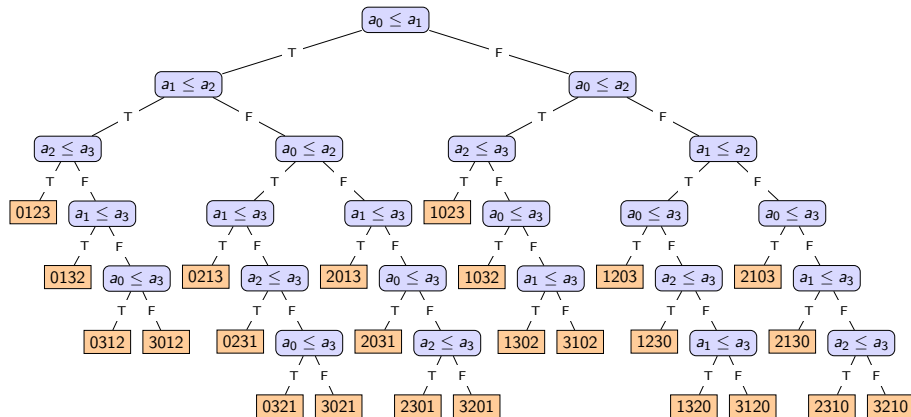 a₀ ≤ a₁
T F
a₁ ≤ a₂ a₀ ≤ a₂
T F T F
a₂ ≤ a₃ a₀ ≤ a₂ a₂ ≤ a₃ a₁ ≤ a₂
T F T F T F T F
0123 a₁ ≤ a₃ a₁ ≤ a₃ a₁ ≤ a₃ 1023 a₀ ≤ a₃ a₀ ≤ a₃ a₀ ≤ a₃
T F T F T F T F T F T F
0132 a₀ ≤ a₃ 0213 a₂ ≤ a₃ 2013 a₀ ≤ a₃ 1032 a₁ ≤ a₃ 1203 a₂ ≤ a₃ 2103 a₁ ≤ a₃
T F T F T F T F T F T F
0312 3012 0231 a₀ ≤ a₃ 2031 a₂ ≤ a₃ 1302 3102 1230 a₁ ≤ a₃ 2130 a₂ ≤ a₃
T F T F T F T F
0321 3021 2301 3201 1320 3120 2310 3210